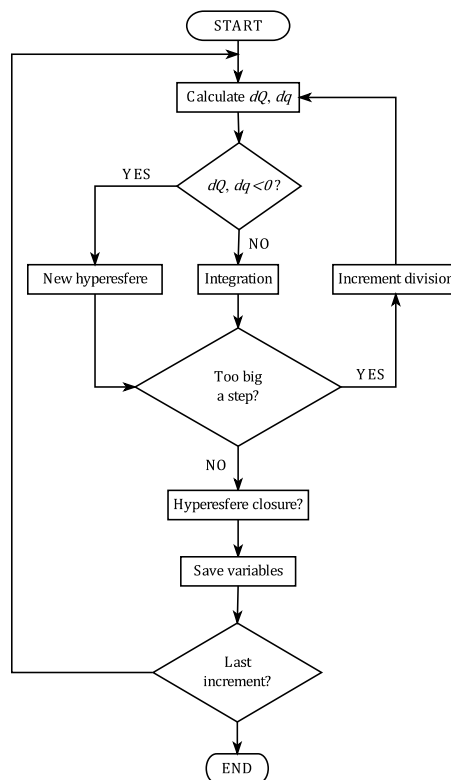 START
Calculate dQ, dq
dQ, dq<0?
YES
NO
New hyperesfere
Integration
Increment division
Too big
a step?
YES
NO
Hyperesfere closure?
Save variables
Last
increment?
END